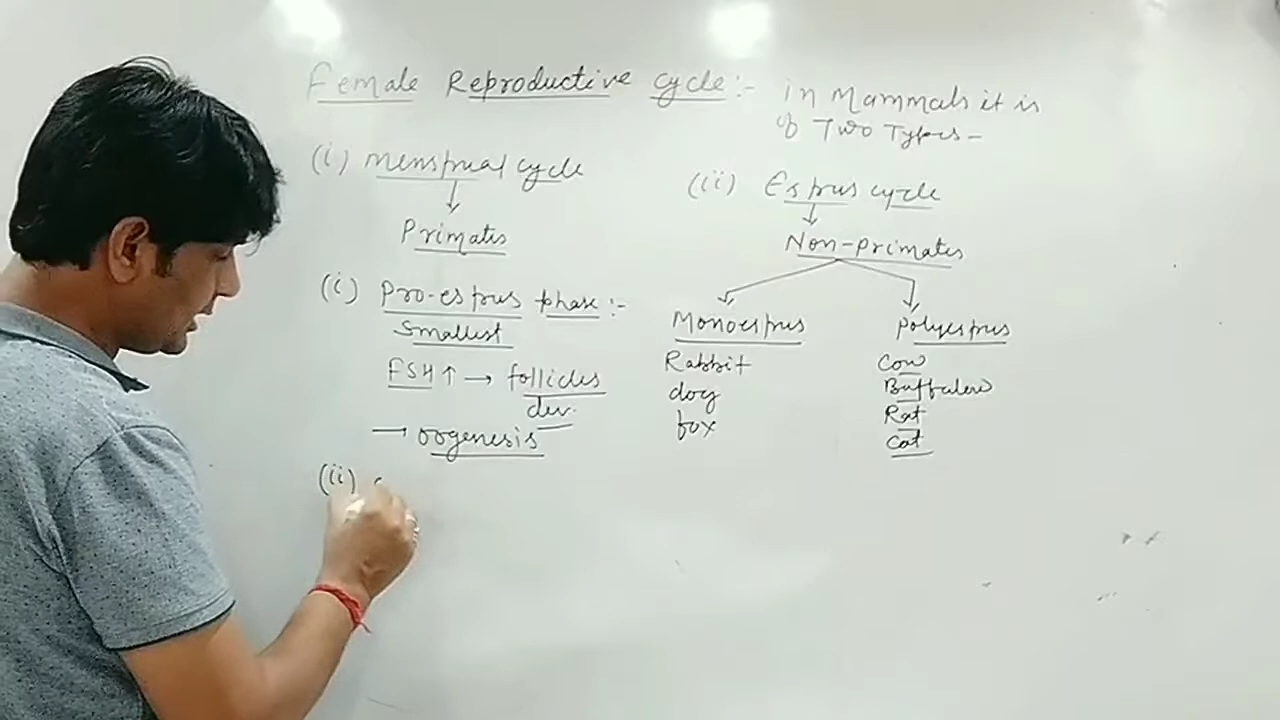 Female Reproductive cycle:- in Mammals it is
of Two Types-
(i) menstrual cycle
(ii) Estrus cycle
Primates
Non-primates
(i) Pro-estrus phase:-
Smallest
Monoestrus
Polyestrus
FSH↑ → follicles
dev.
→ oogenesis
Rabbit
dog
fox
Cow
Buffalow
Rat
Cat
(ii)